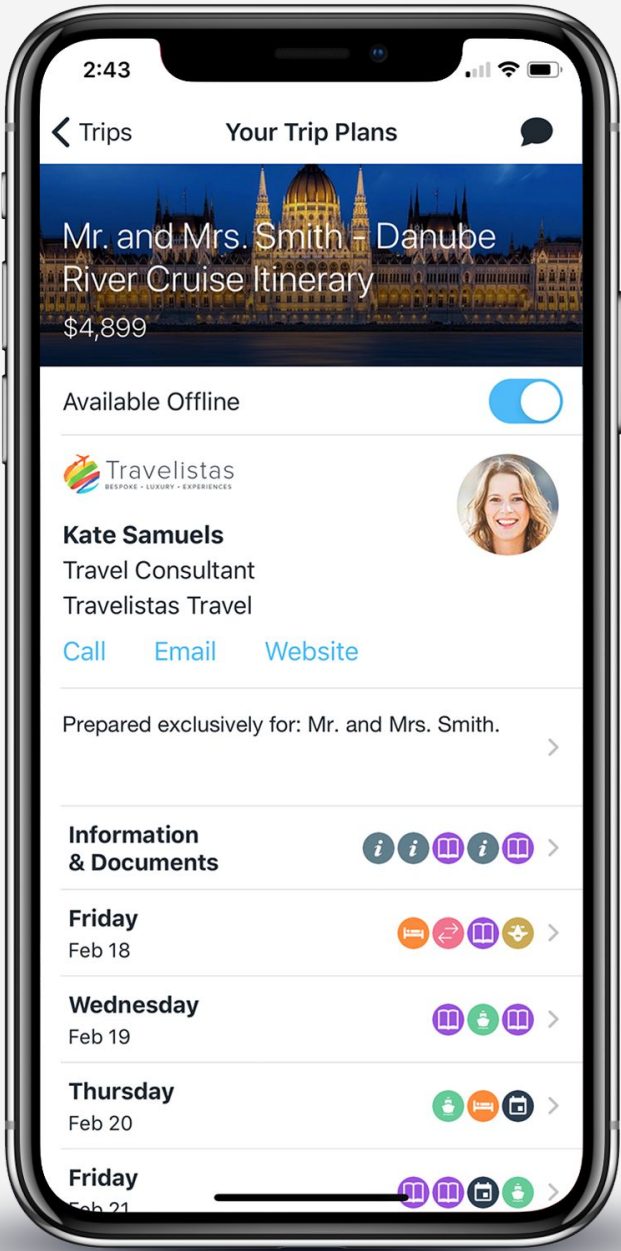 2:43
Trips
Your Trip Plans
Mr. and Mrs. Smith - Danube
River Cruise Itinerary
$4,899
Available Offline
Travelistas
BESPOKE • LUXURY • EXPERIENCES
Kate Samuels
Travel Consultant
Travelistas Travel
Call Email Website
Prepared exclusively for: Mr. and Mrs. Smith.
Information
& Documents
Friday
Feb 18
Wednesday
Feb 19
Thursday
Feb 20
Friday
Feb 21